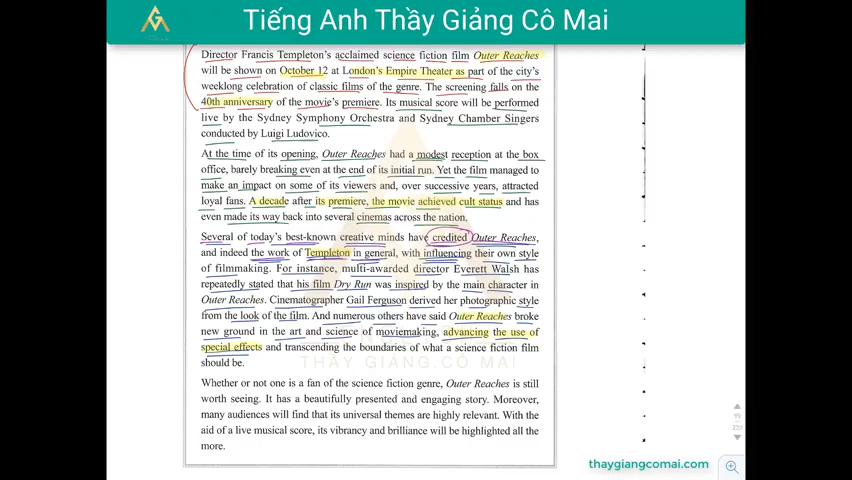 Tiếng Anh Thầy Giảng Cô Mai
Director Francis Templeton's acclaimed science fiction film Outer Reaches
will be shown on October 12 at London's Empire Theater as part of the city's
weeklong celebration of classic films of the genre. The screening falls on the
40th anniversary of the movie's premiere. Its musical score will be performed
live by the Sydney Symphony Orchestra and Sydney Chamber Singers
conducted by Luigi Ludovico.
At the time of its opening, Outer Reaches had a modest reception at the box
office, barely breaking even at the end of its initial run. Yet the film managed to
make an impact on some of its viewers and, over successive years, attracted
loyal fans. A decade after its premiere, the movie achieved cult status and has
even made its way back into several cinemas across the nation.
Several of today's best-known creative minds have credited Outer Reaches,
and indeed the work of Templeton in general, with influencing their own style
of filmmaking. For instance, multi-awarded director Everett Walsh has
repeatedly stated that his film Dry Run was inspired by the main character in
Outer Reaches. Cinematographer Gail Ferguson derived her photographic style
from the look of the film. And numerous others have said Outer Reaches broke
new ground in the art and science of moviemaking, advancing the use of
special effects and transcending the boundaries of what a science fiction film
should be.
THẦY GIẢNG.CÔ MAI
Whether or not one is a fan of the science fiction genre, Outer Reaches is still
worth seeing. It has a beautifully presented and engaging story. Moreover,
many audiences will find that its universal themes are highly relevant. With the
aid of a live musical score, its vibrancy and brilliance will be highlighted all the
more.
thaygiangcomai.com